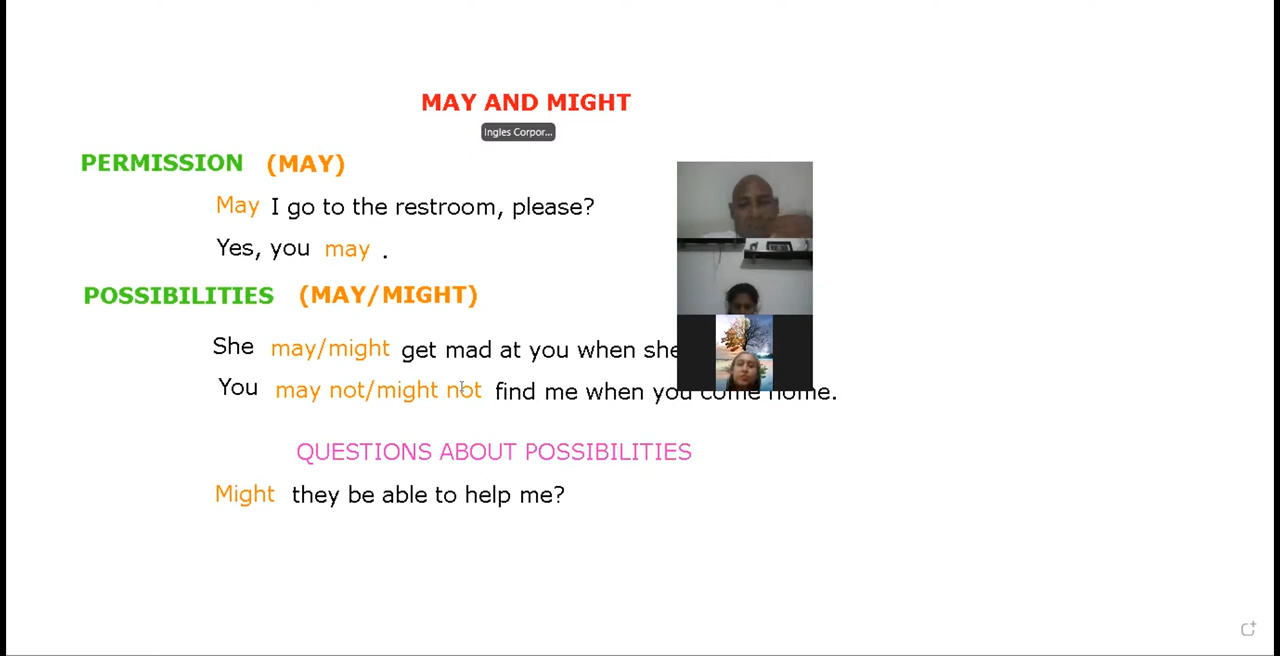 MAY AND MIGHT
Ingles Corpor...
PERMISSION (MAY)
May I go to the restroom, please?
Yes, you may .
POSSIBILITIES (MAY/MIGHT)
She may/might get mad at you when she
You may not/might not find me when you come home.
QUESTIONS ABOUT POSSIBILITIES
Might they be able to help me?